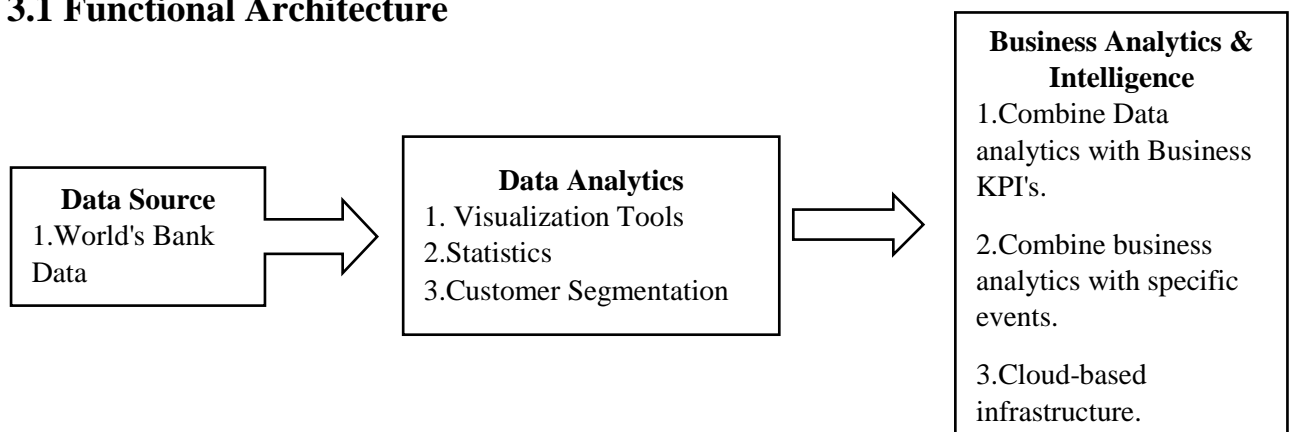 3.1 Functional Architecture
Data Source
1.World's Bank
Data
Data Analytics
1. Visualization Tools
2.Statistics
3.Customer Segmentation
Business Analytics &
Intelligence
1.Combine Data
analytics with Business
KPI's.
2.Combine business
analytics with specific
events.
3.Cloud-based
infrastructure.